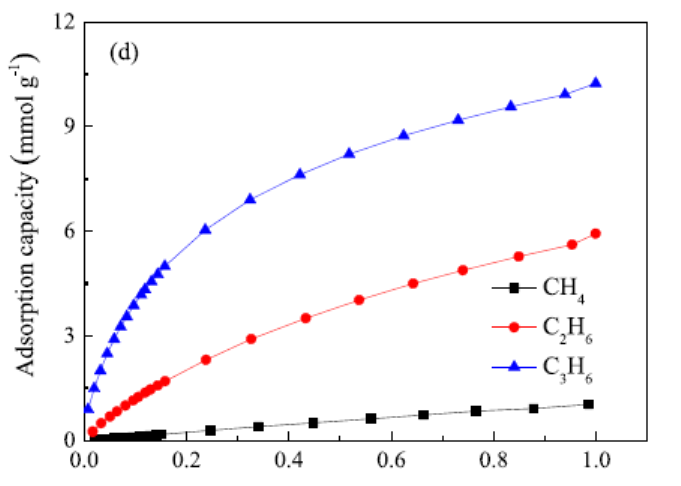 12
(d)
9
6
3
0
Adsorption capacity (mmol g⁻¹)
CH₄
C₂H₆
C₃H₆
0.0 0.2 0.4 0.6 0.8 1.0